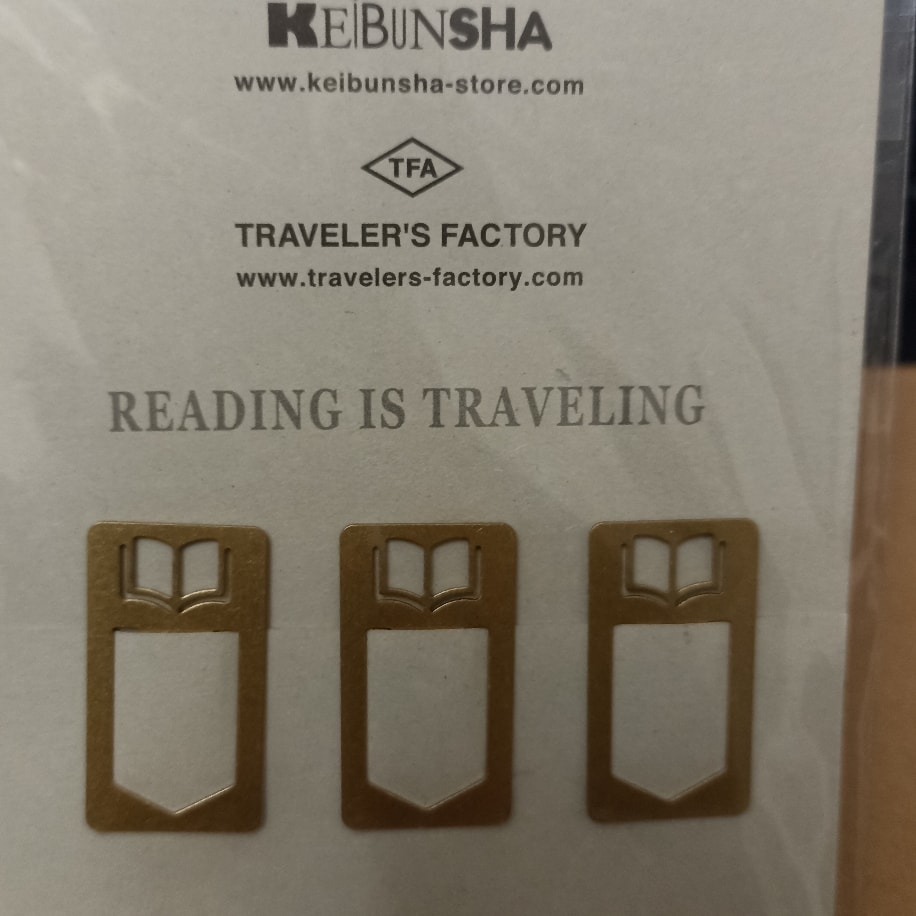 KEIBUNSHA
www.keibunsha-store.com
TFA
TRAVELER'S FACTORY
www.travelers-factory.com
READING IS TRAVELING